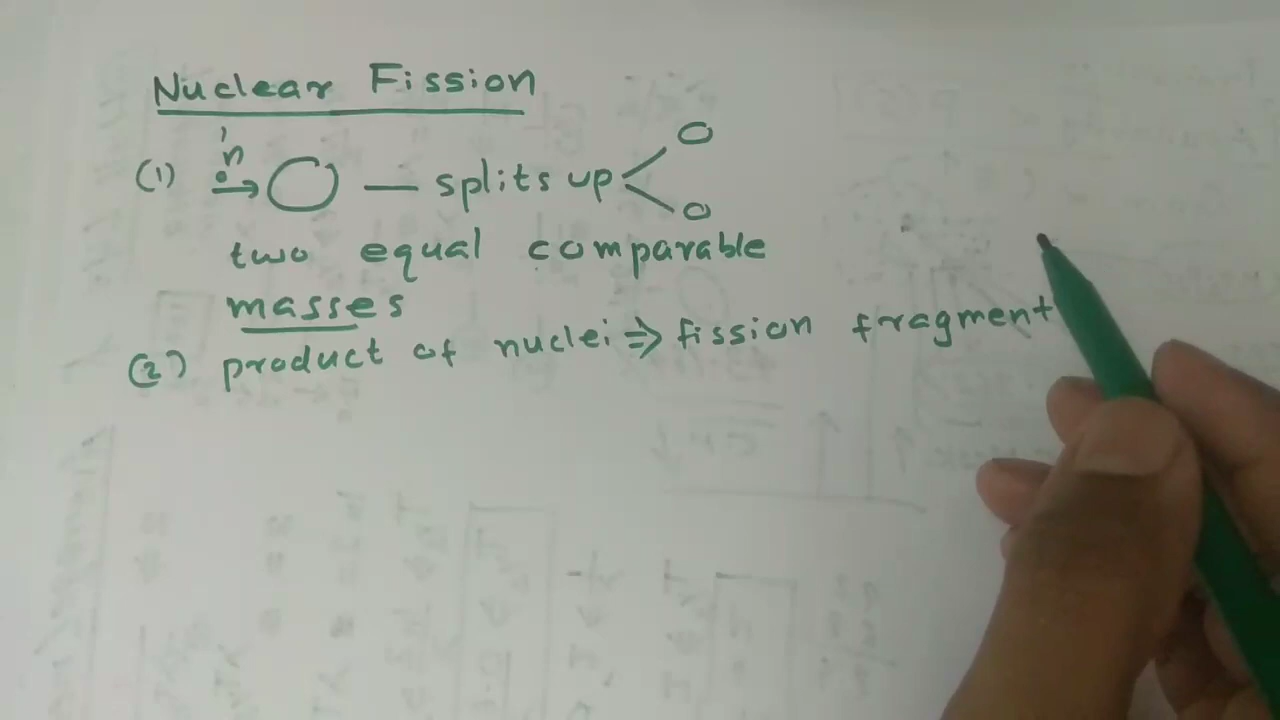 Nuclear Fission
(1) n splits up
two equal comparable
masses
(2) product of nuclei ⇒ fission fragment